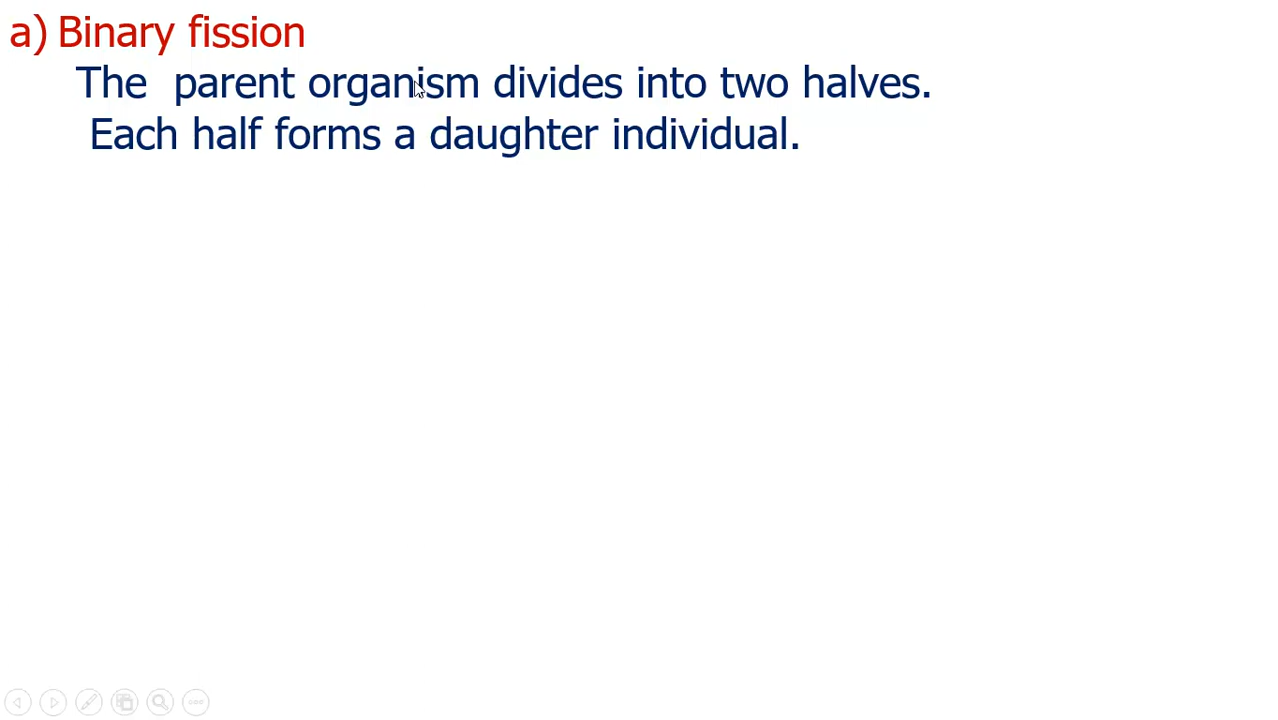 a) Binary fission
The parent organism divides into two halves.
Each half forms a daughter individual.